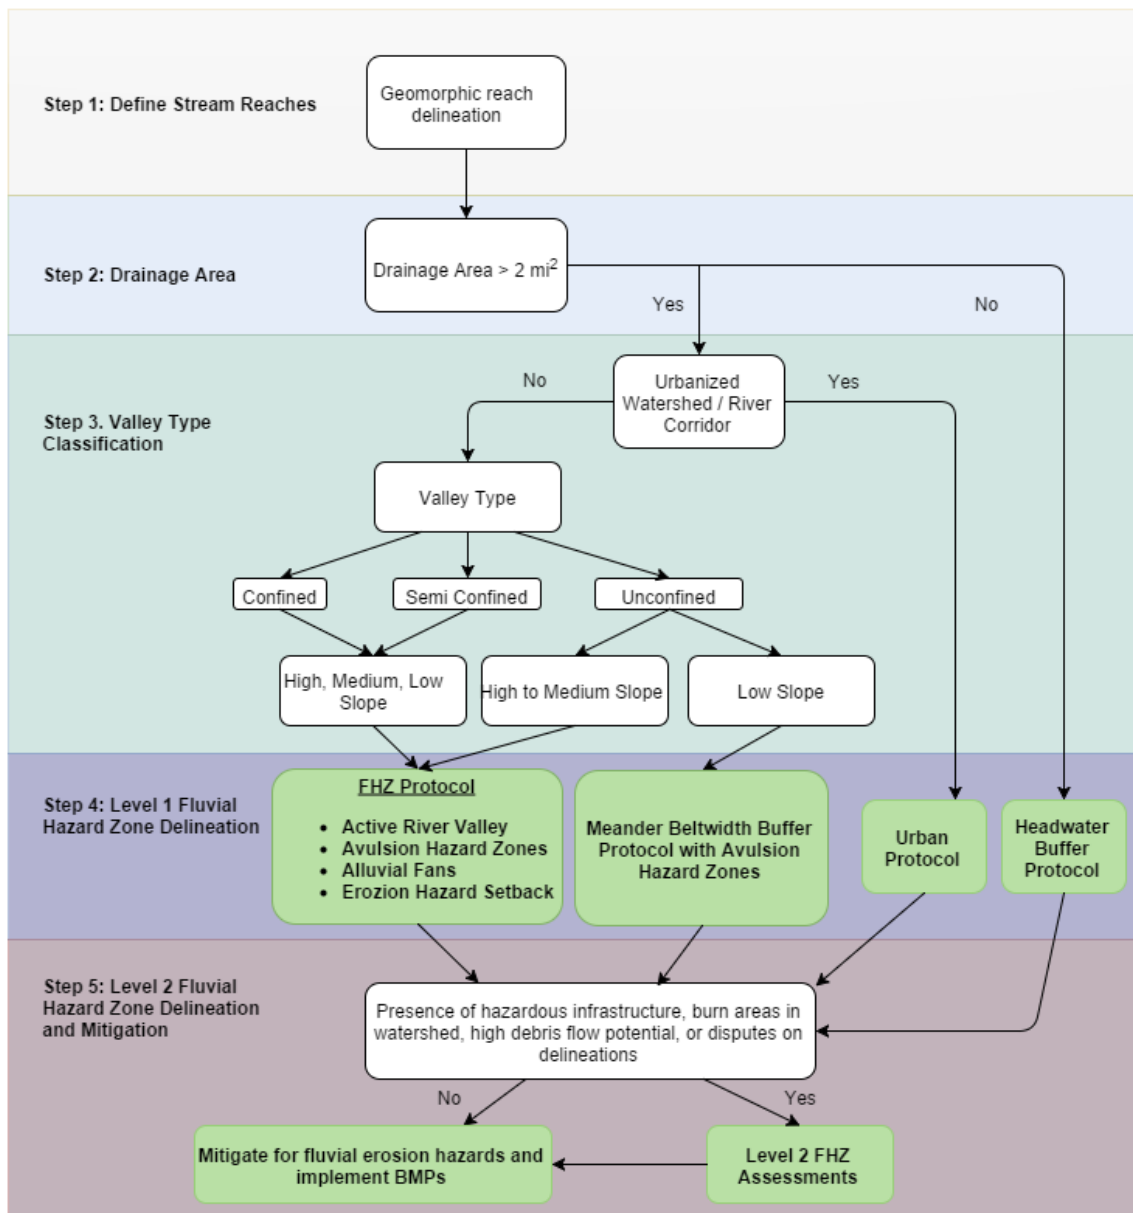 Step 1: Define Stream Reaches
Geomorphic reach
delineation
Step 2: Drainage Area
Drainage Area > 2 mi²
Yes
No
Step 3. Valley Type
Classification
No
Urbanized
Watershed / River
Corridor
Yes
Valley Type
Confined
Semi Confined
Unconfined
High, Medium, Low
Slope
High to Medium Slope
Low Slope
Step 4: Level 1 Fluvial
Hazard Zone Delineation
FHZ Protocol
• Active River Valley
• Avulsion Hazard Zones
• Alluvial Fans
• Erozion Hazard Setback
Meander Beltwidth Buffer
Protocol with Avulsion
Hazard Zones
Urban
Protocol
Headwater
Buffer
Protocol
Step 5: Level 2 Fluvial
Hazard Zone Delineation
and Mitigation
Presence of hazardous infrastructure, burn areas in
watershed, high debris flow potential, or disputes on
delineations
No
Yes
Mitigate for fluvial erosion hazards and
implement BMPs
Level 2 FHZ
Assessments